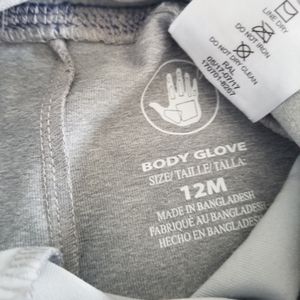 LINE DRY
DO NOT IRON
DO NOT DRY CLEAN
BODY GLOVE
SIZE/ TAILLE/ TALLA:
12M
MADE IN BANGLADESH
FABRIQUÉ AU BANGLADESH
HECHO EN BANGLADESH